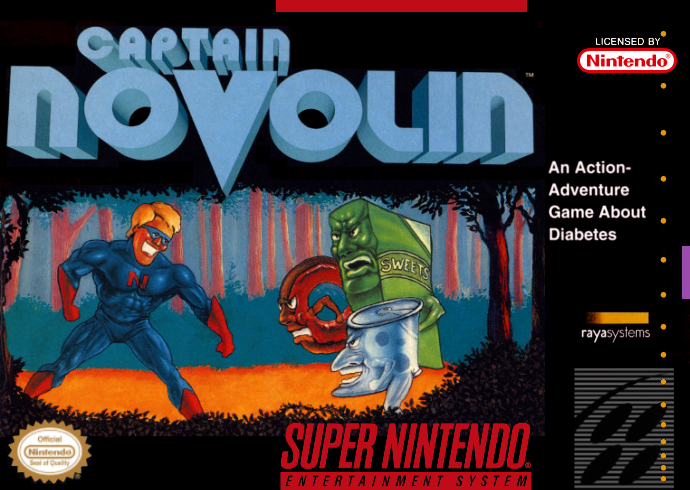 CAPTAIN
NOVOLIN
TM
LICENSED BY
Nintendo®
An Action-
Adventure
Game About
Diabetes
SWEETS
N
rayasystems
Official
Nintendo
Seal of Quality
SUPER NINTENDO®
ENTERTAINMENT SYSTEM